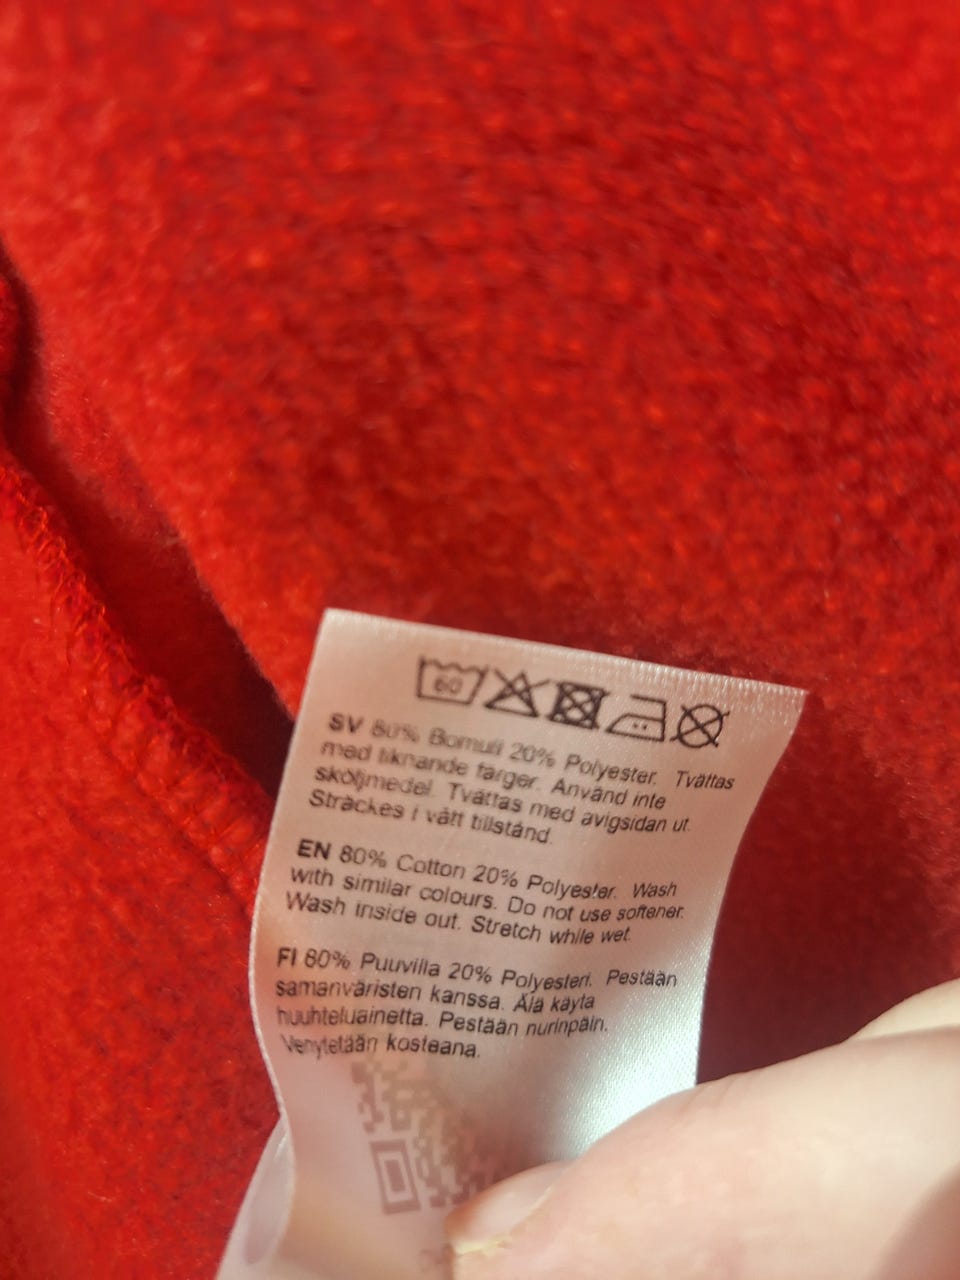 60
SV 80% Bomull 20% Polyester. Tvättas
med liknande färger. Använd inte
sköljmedel. Tvättas med avigsidan ut.
Sträckes i vått tillstånd.
EN 80% Cotton 20% Polyester. Wash
with similar colours. Do not use softener.
Wash inside out. Stretch while wet.
FI 80% Puuvilla 20% Polyesteri. Pestään
samanväristen kanssa. Älä käytä
huuhteluainetta. Pestään nurinpäin.
Venytetään kosteana.